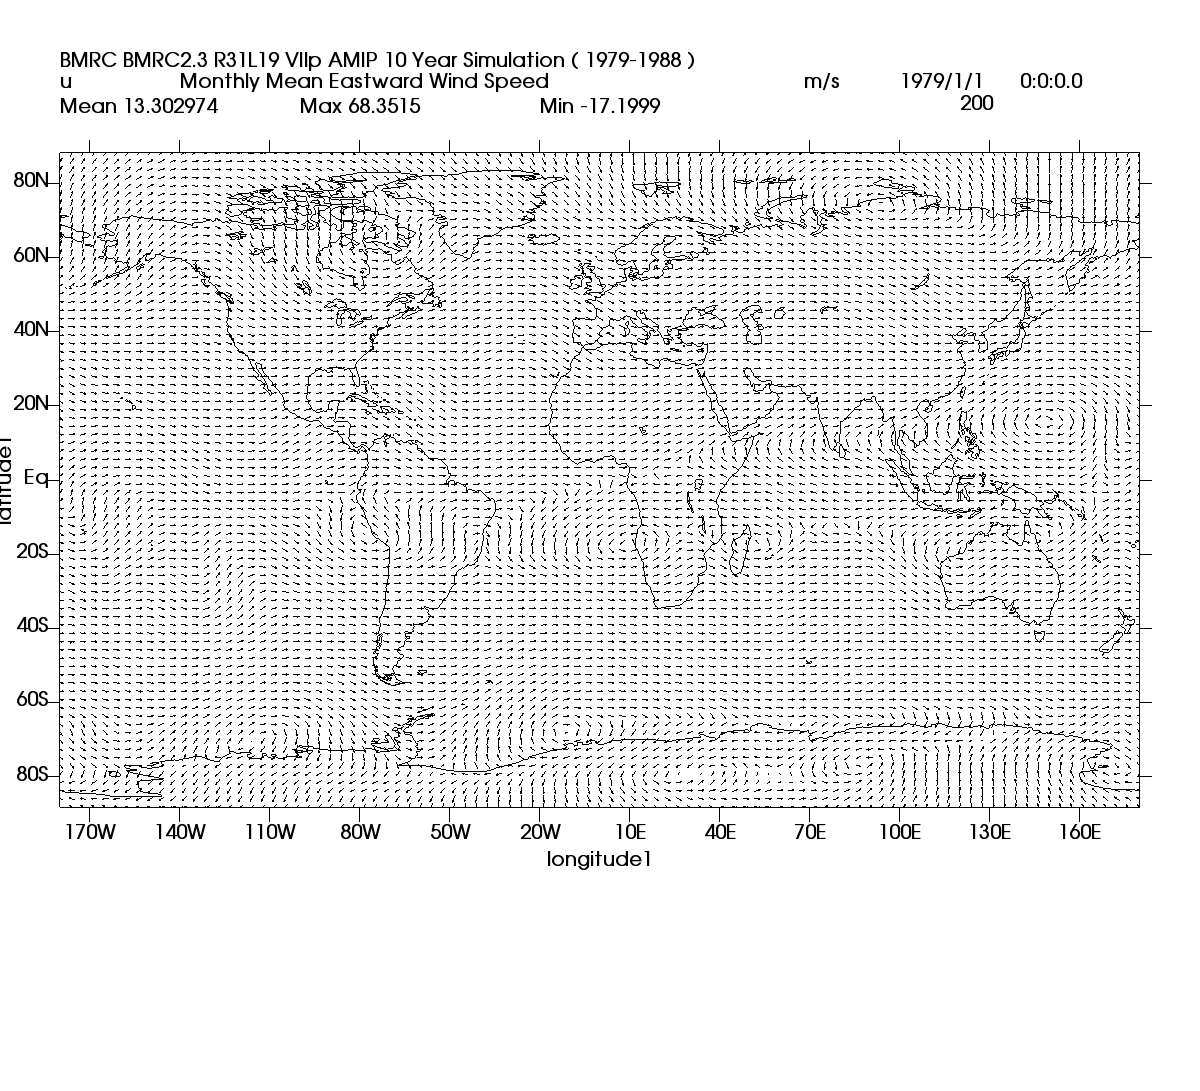 BMRC BMRC2.3 R31L19 VIIp AMIP 10 Year Simulation ( 1979-1988 )
u Monthly Mean Eastward Wind Speed m/s 1979/1/1 0:0:0.0
Mean 13.302974 Max 68.3515 Min -17.1999 200
80N
60N
40N
20N
Eq
20S
40S
60S
80S
latitude1
170W 140W 110W 80W 50W 20W 10E 40E 70E 100E 130E 160E
longitude1